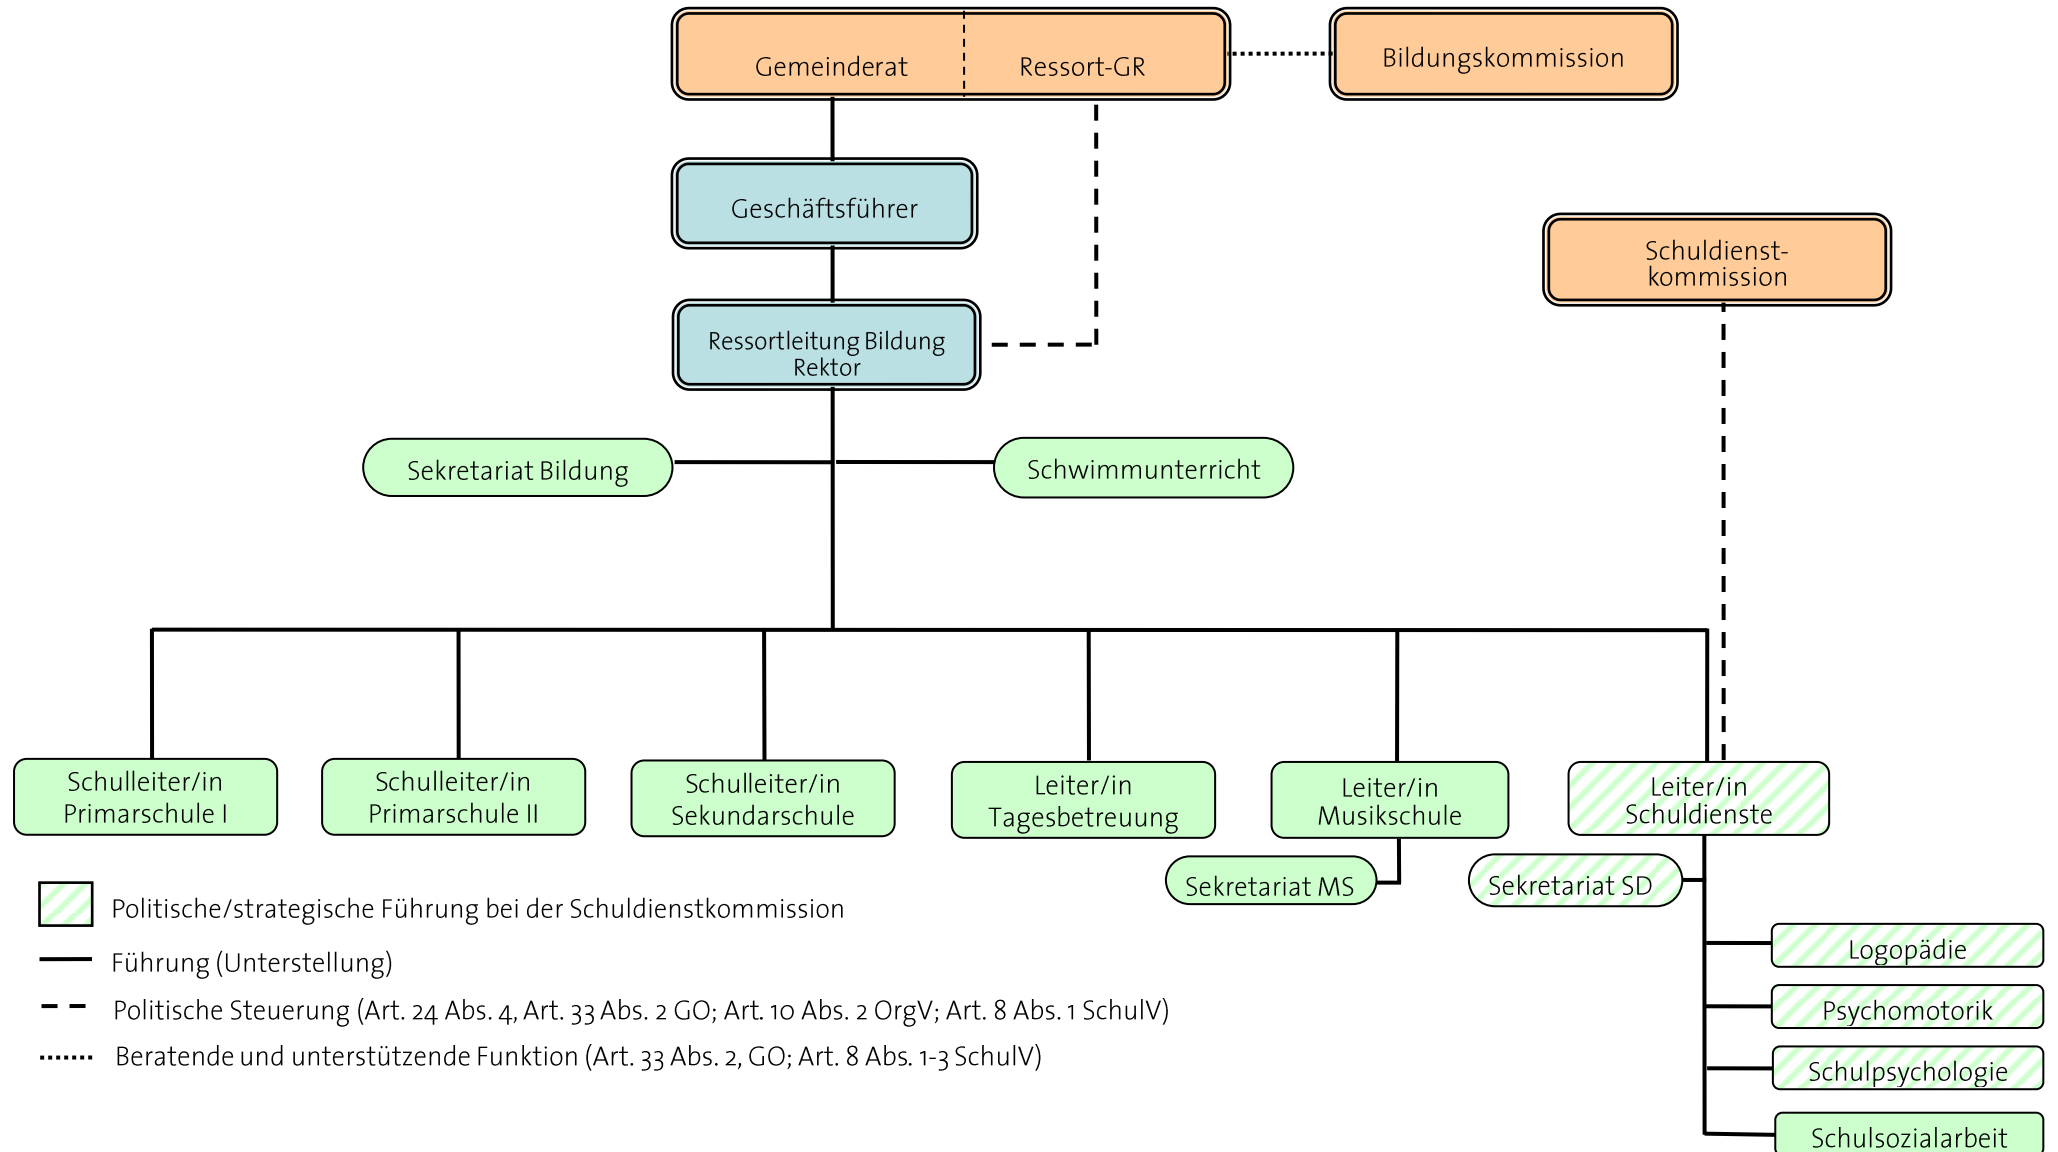 Gemeinderat
Ressort-GR
Bildungskommission
Geschäftsführer
Schuldienst-
kommission
Ressortleitung Bildung
Rektor
Sekretariat Bildung
Schwimmunterricht
Schulleiter/in
Primarschule I
Schulleiter/in
Primarschule II
Schulleiter/in
Sekundarschule
Leiter/in
Tagesbetreuung
Leiter/in
Musikschule
Leiter/in
Schuldienste
Sekretariat MS
Sekretariat SD
Logopädie
Psychomotorik
Schulpsychologie
Schulsozialarbeit
Politische/strategische Führung bei der Schuldienstkommission
Führung (Unterstellung)
Politische Steuerung (Art. 24 Abs. 4, Art. 33 Abs. 2 GO; Art. 10 Abs. 2 OrgV; Art. 8 Abs. 1 SchulV)
Beratende und unterstützende Funktion (Art. 33 Abs. 2, GO; Art. 8 Abs. 1-3 SchulV)